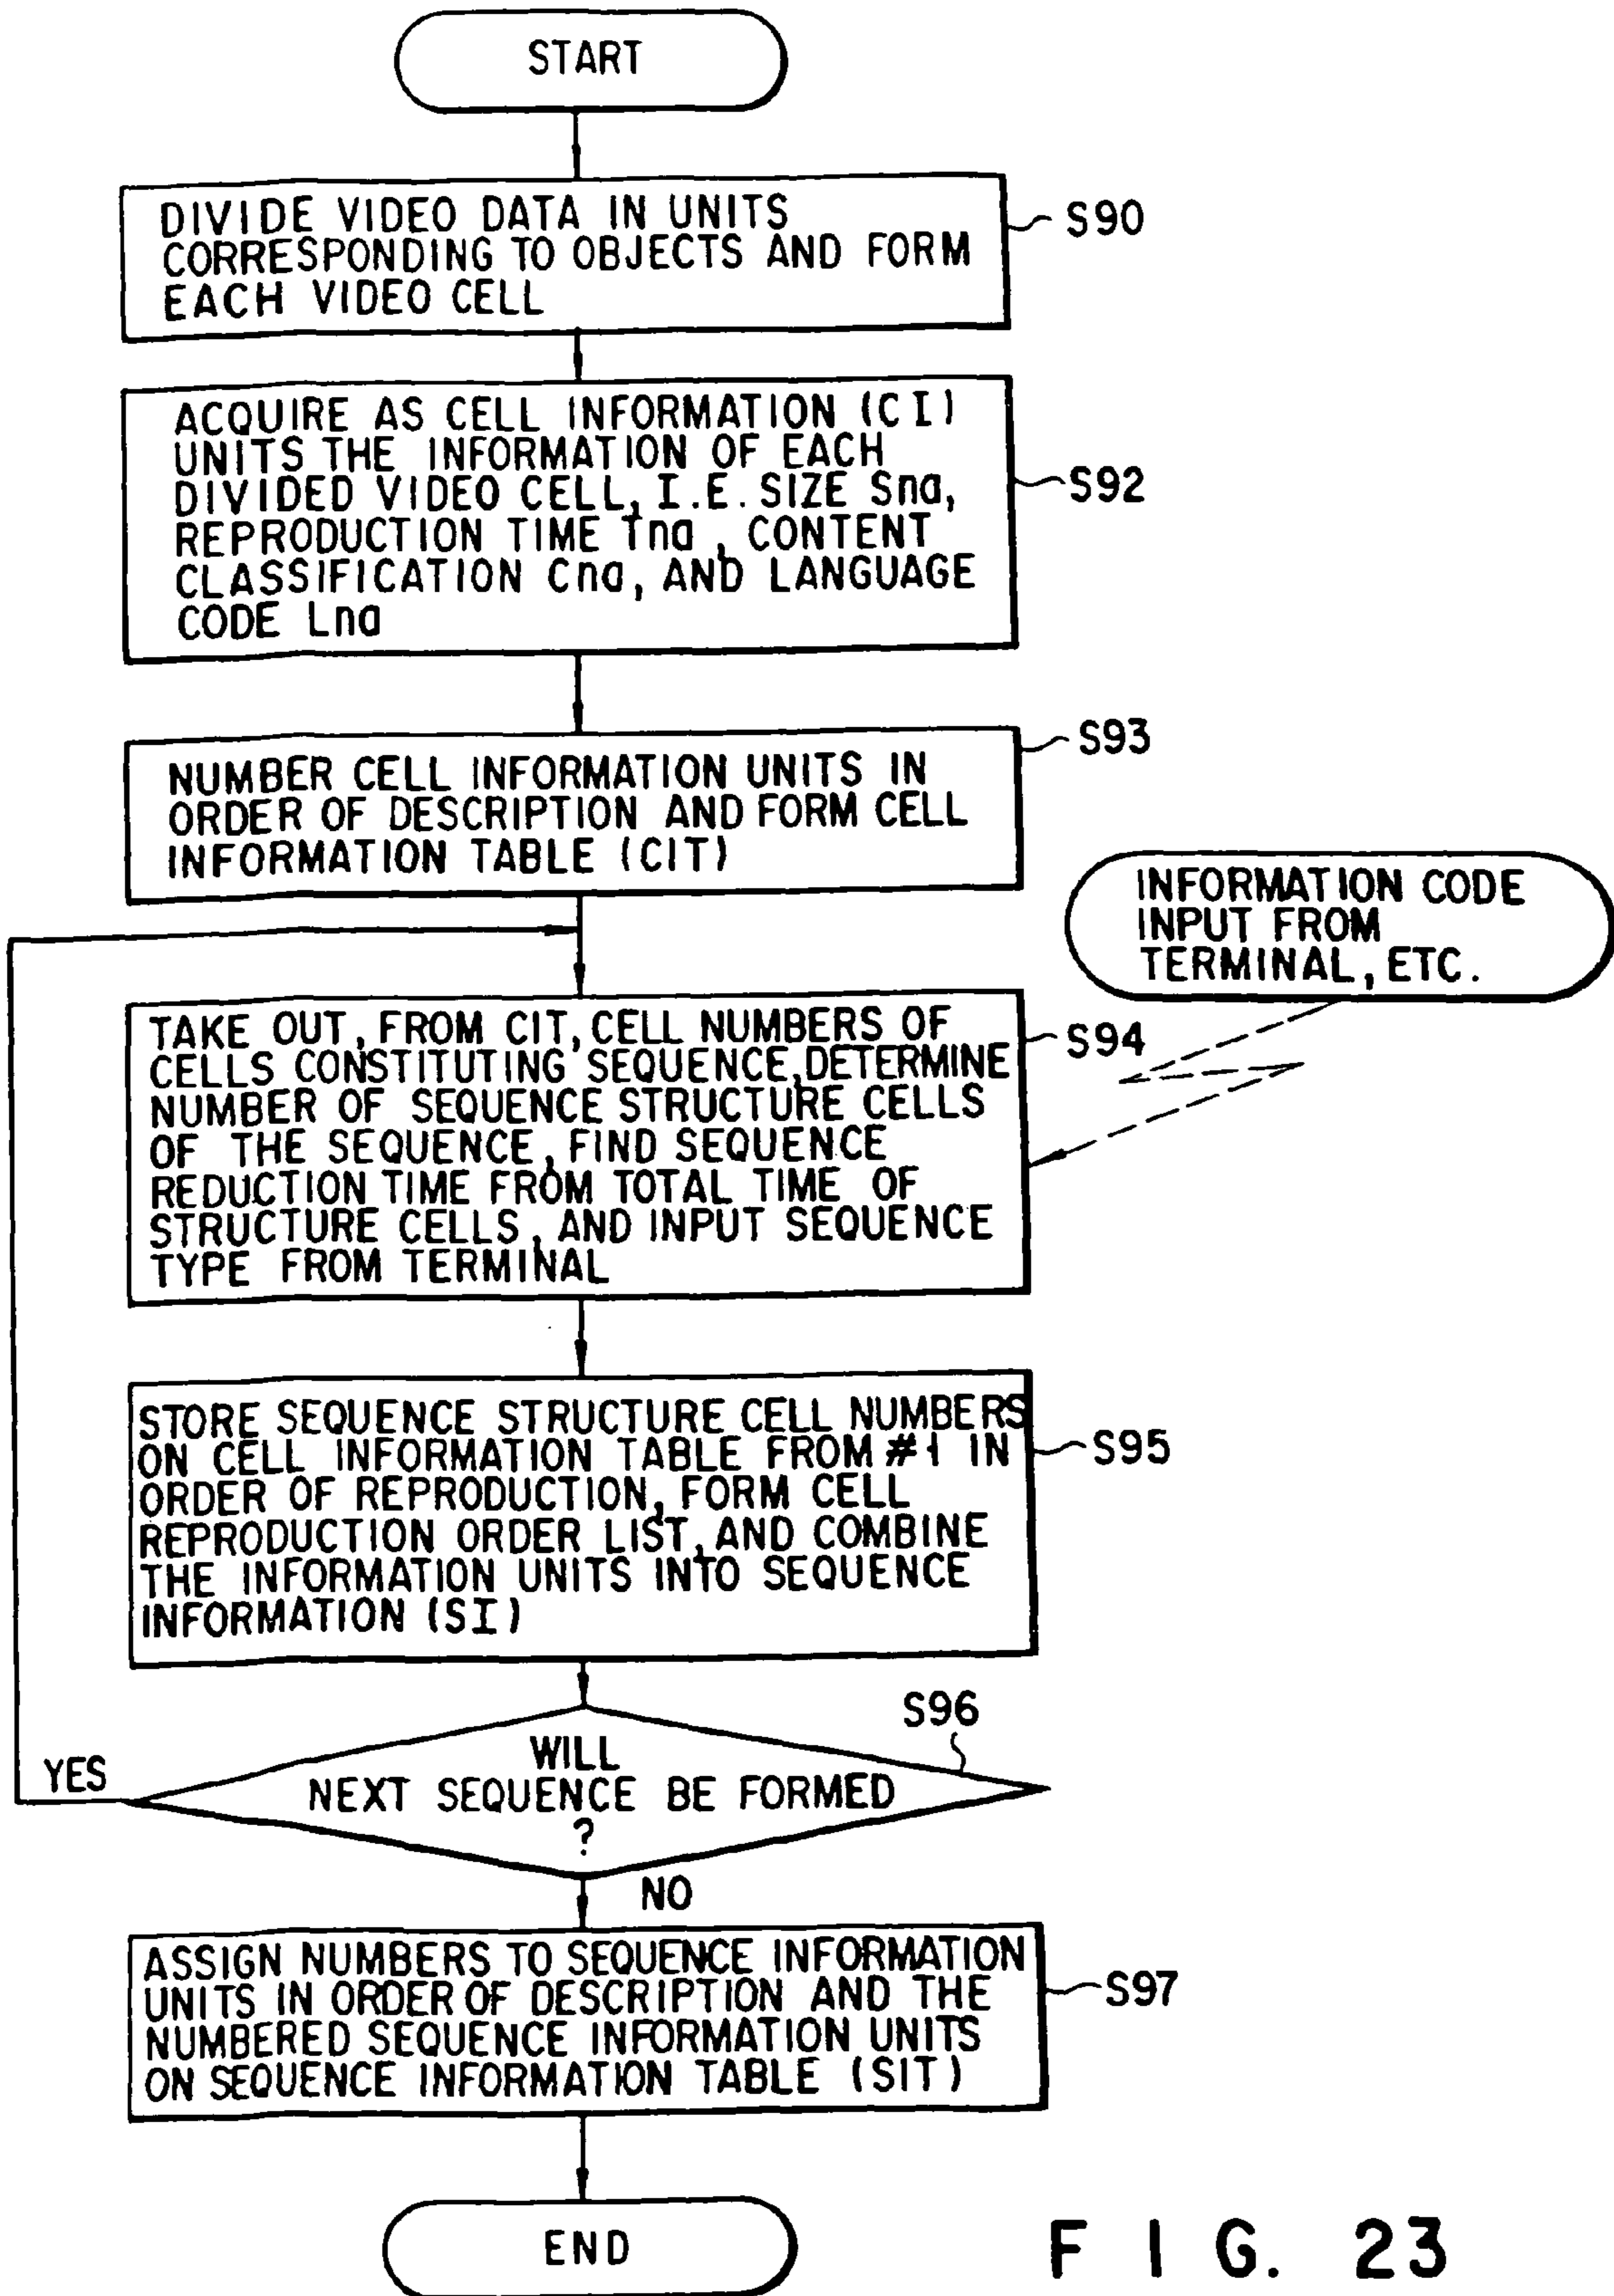 START
DIVIDE VIDEO DATA IN UNITS
CORRESPONDING TO OBJECTS AND FORM
EACH VIDEO CELL
S90
ACQUIRE AS CELL INFORMATION (CI)
UNITS THE INFORMATION OF EACH
DIVIDED VIDEO CELL, I.E. SIZE Sna,
REPRODUCTION TIME Tna, CONTENT
CLASSIFICATION Cna, AND LANGUAGE
CODE Lna
S92
NUMBER CELL INFORMATION UNITS IN
ORDER OF DESCRIPTION AND FORM CELL
INFORMATION TABLE (CIT)
S93
INFORMATION CODE
INPUT FROM
TERMINAL, ETC.
TAKE OUT, FROM CIT, CELL NUMBERS OF
CELLS CONSTITUTING SEQUENCE, DETERMINE
NUMBER OF SEQUENCE STRUCTURE CELLS
OF THE SEQUENCE, FIND SEQUENCE
REDUCTION TIME FROM TOTAL TIME OF
STRUCTURE CELLS, AND INPUT SEQUENCE
TYPE FROM TERMINAL
S94
STORE SEQUENCE STRUCTURE CELL NUMBERS
ON CELL INFORMATION TABLE FROM #1 IN
ORDER OF REPRODUCTION, FORM CELL
REPRODUCTION ORDER LIST, AND COMBINE
THE INFORMATION UNITS INTO SEQUENCE
INFORMATION (SI)
S95
S96
WILL
NEXT SEQUENCE BE FORMED
?
YES
NO
ASSIGN NUMBERS TO SEQUENCE INFORMATION
UNITS IN ORDER OF DESCRIPTION AND THE
NUMBERED SEQUENCE INFORMATION UNITS
ON SEQUENCE INFORMATION TABLE (SIT)
S97
END
FIG. 23